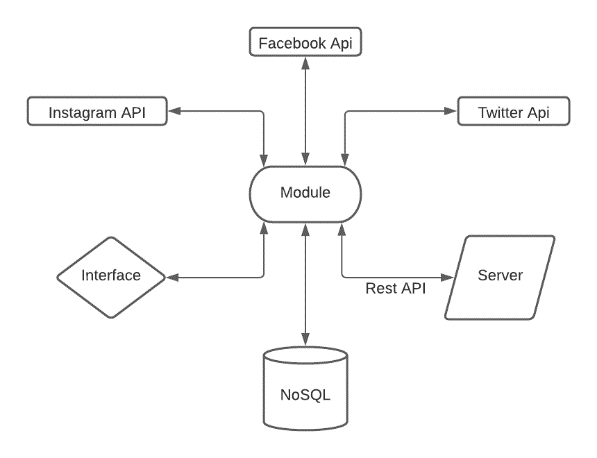 Facebook Api
Instagram API
Twitter Api
Module
Interface
Server
Rest API
NoSQL